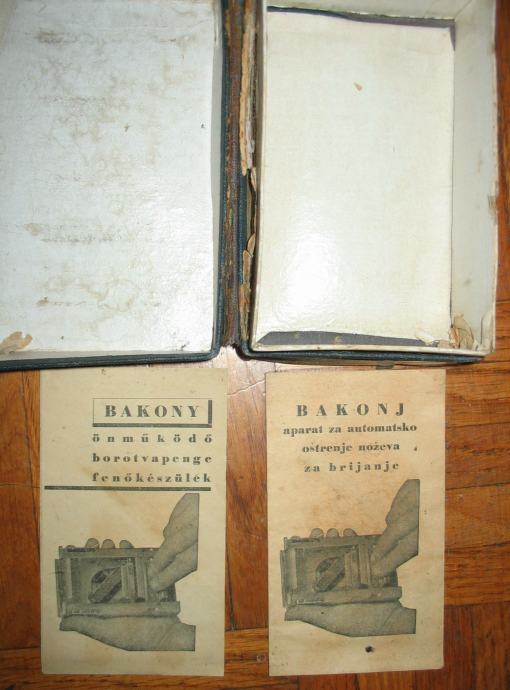 BAKONY
önműködő
borotvapenge
fenőkészülék
BAKONJ
aparat za automatsko
oštrenje noževa
za brijanje